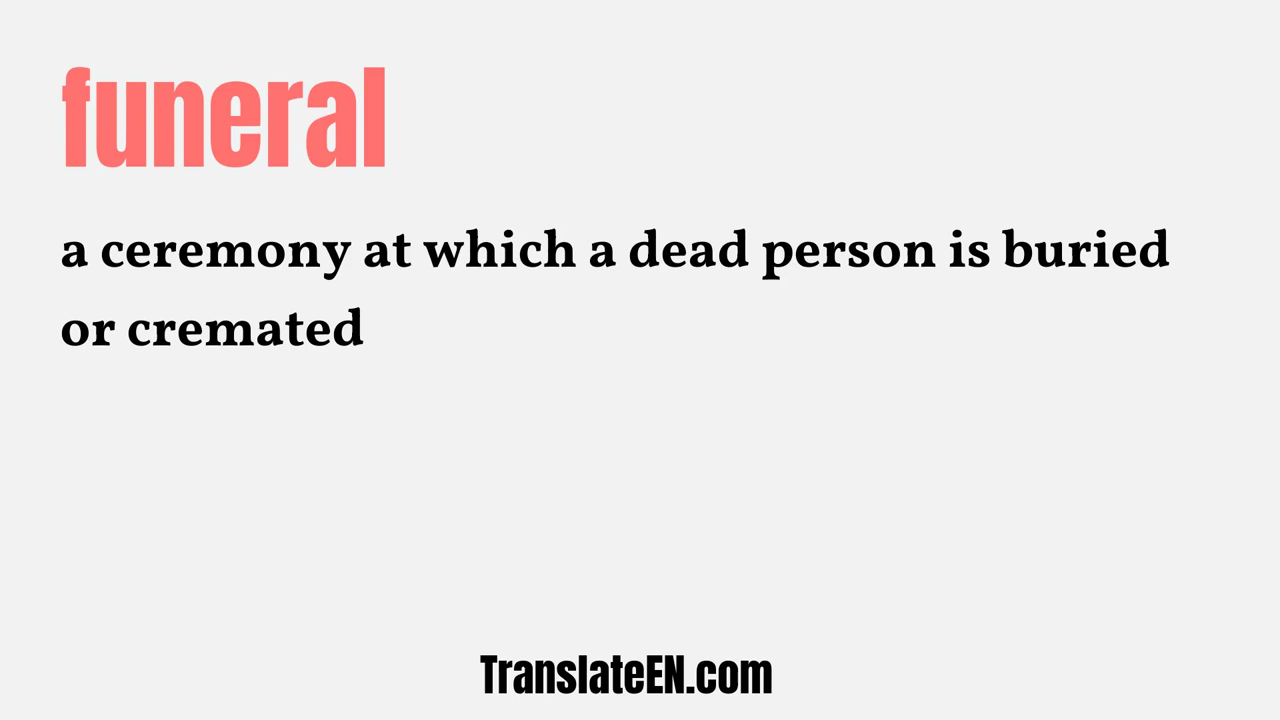 funeral
a ceremony at which a dead person is buried
or cremated
TranslateEN.com